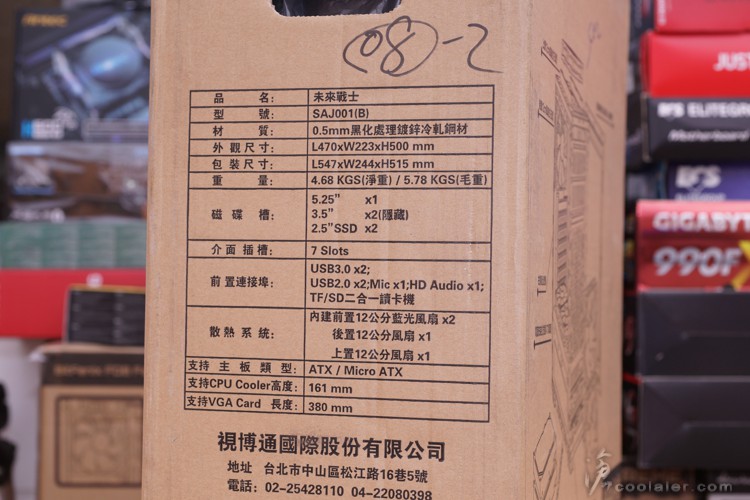 08-2
品 名: 未來戰士
型 號: SAJ001(B)
材 質: 0.5mm黑化處理鍍鋅冷軋鋼材
外觀尺寸: L470xW223xH500 mm
包裝尺寸: L547xW244xH515 mm
重 量: 4.68 KGS(淨重) / 5.78 KGS(毛重)
磁碟槽:
5.25” x1
3.5” x2(隱藏)
2.5”SSD x2
介面插槽: 7 Slots
前置連接埠:
USB3.0 x2;
USB2.0 x2;Mic x1;HD Audio x1;
TF/SD二合一讀卡機
散熱系統:
內建前置12公分藍光風扇 x2
後置12公分風扇 x1
上置12公分風扇 x1
支持主板類型: ATX / Micro ATX
支持CPU Cooler高度: 161 mm
支持VGA Card 長度: 380 mm
視博通國際股份有限公司
地址 台北市中山區松江路16巷5號
電話: 02-25428110 04-22080398
JUST
GIGABYT
990F
coolaler.com